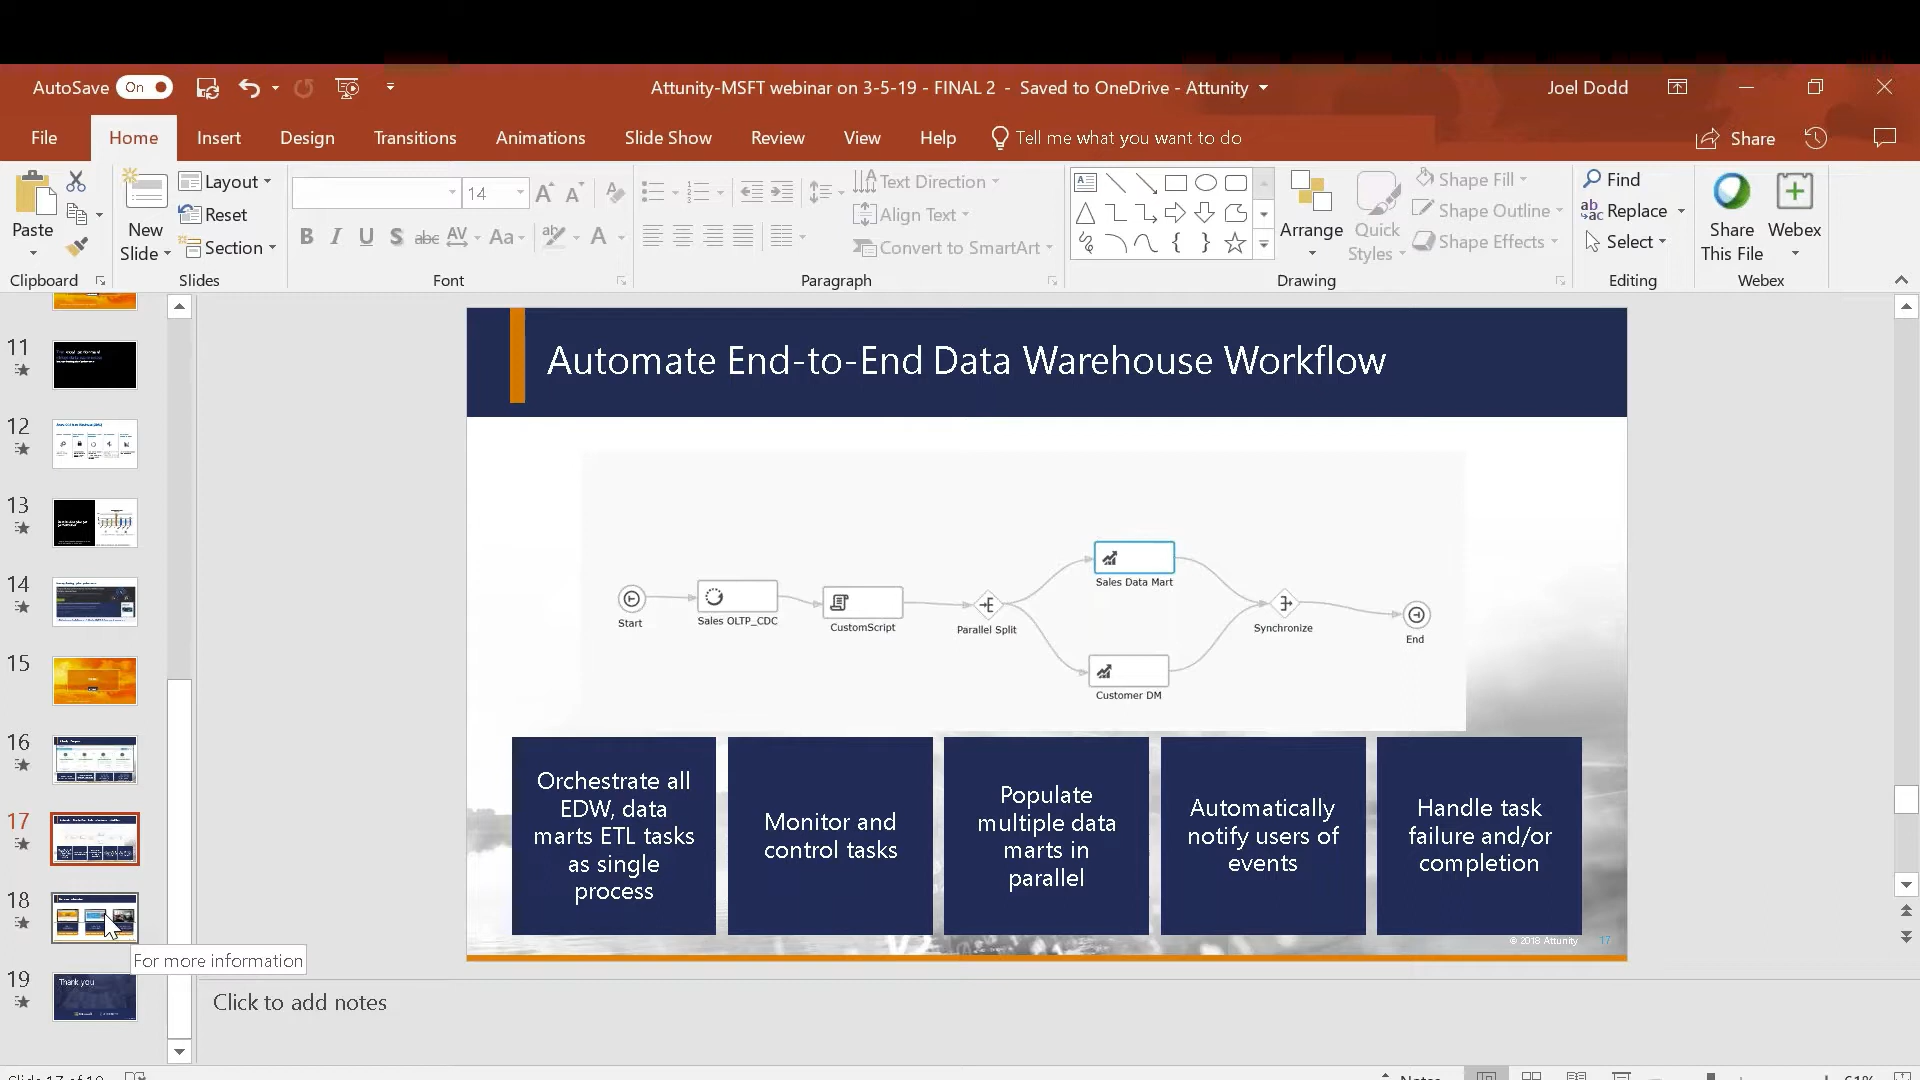 AutoSave On
Attunity-MSFT webinar on 3-5-19 - FINAL 2 - Saved to OneDrive - Attunity
Joel Dodd
File Home Insert Design Transitions Animations Slide Show Review View Help Tell me what you want to do
Share
Paste
Clipboard
New
Slide
Layout
Reset
Section
Slides
14
Font
Text Direction
Align Text
Convert to SmartArt
Paragraph
Arrange
Quick
Styles
Shape Fill
Shape Outline
Shape Effects
Drawing
Find
Replace
Select
Editing
Share
This File
Webex
Webex
11
12
13
14
15
16
17
18
For more information
19
Thank you
Automate End-to-End Data Warehouse Workflow
Start
Sales OLTP_CDC
CustomScript
Parallel Split
Sales Data Mart
Customer DM
Synchronize
End
Orchestrate all
EDW, data
marts ETL tasks
as single
process
Monitor and
control tasks
Populate
multiple data
marts in
parallel
Automatically
notify users of
events
Handle task
failure and/or
completion
© 2018 Attunity 17
Click to add notes